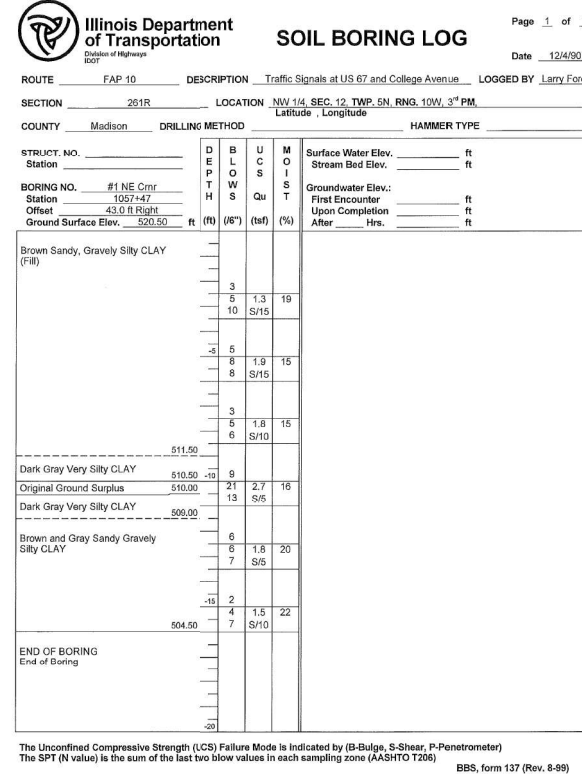 Illinois Department
of Transportation
Division of Highways
IDOT
SOIL BORING LOG
Page 1 of
Date 12/4/90
ROUTE FAP 10 DESCRIPTION Traffic Signals at US 67 and College Avenue LOGGED BY Larry
SECTION 261R LOCATION NW 1/4, SEC. 12, TWP. 5N, RNG. 10W, 3rd PM,
Latitude , Longitude
COUNTY Madison DRILLING METHOD HAMMER TYPE
STRUCT. NO.
Station
BORING NO. #1 NE Crnr
Station 1057+47
Offset 43.0 ft Right
Ground Surface Elev. 520.50 ft
DEPTH (ft)
BLOWS (/6")
UCS Qu (tsf)
MOIST (%)
Surface Water Elev. ft
Stream Bed Elev. ft
Groundwater Elev.:
First Encounter ft
Upon Completion ft
After Hrs. ft
Brown Sandy, Gravely Silty CLAY
(Fill)
3
5 1.3 19
10 S/15
-5 5
8 1.9 15
8 S/15
3
5 1.8 15
6 S/10
511.50
Dark Gray Very Silty CLAY
510.50 -10 9
Original Ground Surplus 510.00 21 2.7 16
13 S/5
Dark Gray Very Silty CLAY
509.00
Brown and Gray Sandy Gravely
Silty CLAY
6
6 1.8 20
7 S/5
-15 2
4 1.5 22
504.50 7 S/10
END OF BORING
End of Boring
-20
The Unconfined Compressive Strength (UCS) Failure Mode is indicated by (B-Bulge, S-Shear, P-Penetrometer)
The SPT (N value) is the sum of the last two blow values in each sampling zone (AASHTO T206)
BBS, form 137 (Rev. 8-99)